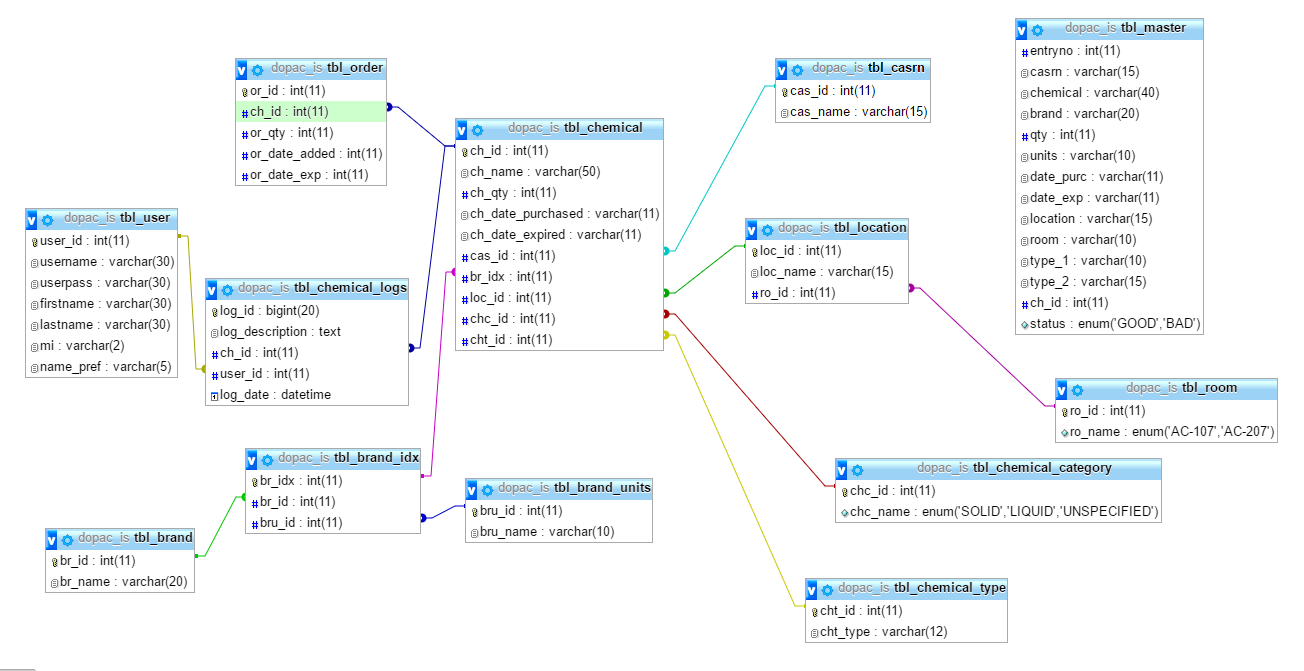 dopac_is tbl_master
entryno : int(11)
casrn : varchar(15)
chemical : varchar(40)
brand : varchar(20)
qty : int(11)
units : varchar(10)
date_purc : varchar(11)
date_exp : varchar(11)
location : varchar(15)
room : varchar(10)
type_1 : varchar(10)
type_2 : varchar(15)
ch_id : int(11)
status : enum('GOOD','BAD')
dopac_is tbl_order
or_id : int(11)
ch_id : int(11)
or_qty : int(11)
or_date_added : int(11)
or_date_exp : int(11)
dopac_is tbl_casrn
cas_id : int(11)
cas_name : varchar(15)
dopac_is tbl_chemical
ch_id : int(11)
ch_name : varchar(50)
ch_qty : int(11)
ch_date_purchased : varchar(11)
ch_date_expired : varchar(11)
cas_id : int(11)
br_idx : int(11)
loc_id : int(11)
chc_id : int(11)
cht_id : int(11)
dopac_is tbl_user
user_id : int(11)
username : varchar(30)
userpass : varchar(30)
firstname : varchar(30)
lastname : varchar(30)
mi : varchar(2)
name_pref : varchar(5)
dopac_is tbl_location
loc_id : int(11)
loc_name : varchar(15)
ro_id : int(11)
dopac_is tbl_chemical_logs
log_id : bigint(20)
log_description : text
ch_id : int(11)
user_id : int(11)
log_date : datetime
dopac_is tbl_room
ro_id : int(11)
ro_name : enum('AC-107','AC-207')
dopac_is tbl_brand_idx
br_idx : int(11)
br_id : int(11)
bru_id : int(11)
dopac_is tbl_chemical_category
chc_id : int(11)
chc_name : enum('SOLID','LIQUID','UNSPECIFIED')
dopac_is tbl_brand_units
bru_id : int(11)
bru_name : varchar(10)
dopac_is tbl_brand
br_id : int(11)
br_name : varchar(20)
dopac_is tbl_chemical_type
cht_id : int(11)
cht_type : varchar(12)